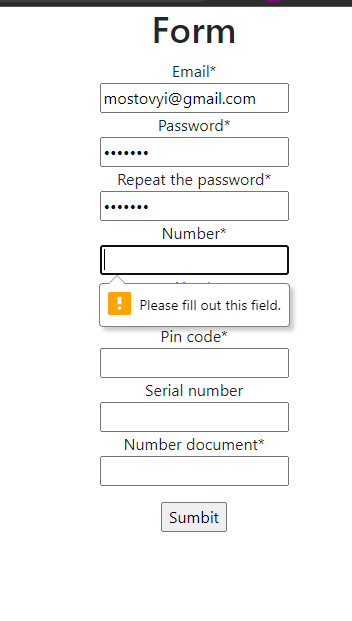 Form
Email*
mostovyi@gmail.com
Password*
•••••••
Repeat the password*
•••••••
Number*
Please fill out this field.
Pin code*
Serial number
Number document*
Sumbit